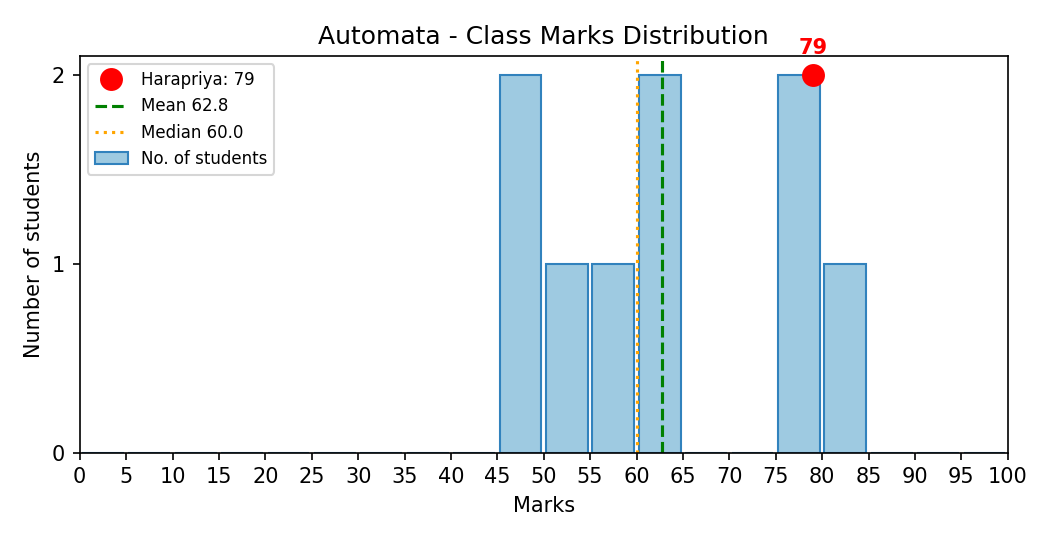 Automata - Class Marks Distribution
79
Harapriya: 79
Mean 62.8
Median 60.0
No. of students
Number of students
2
1
0
0 5 10 15 20 25 30 35 40 45 50 55 60 65 70 75 80 85 90 95 100
Marks